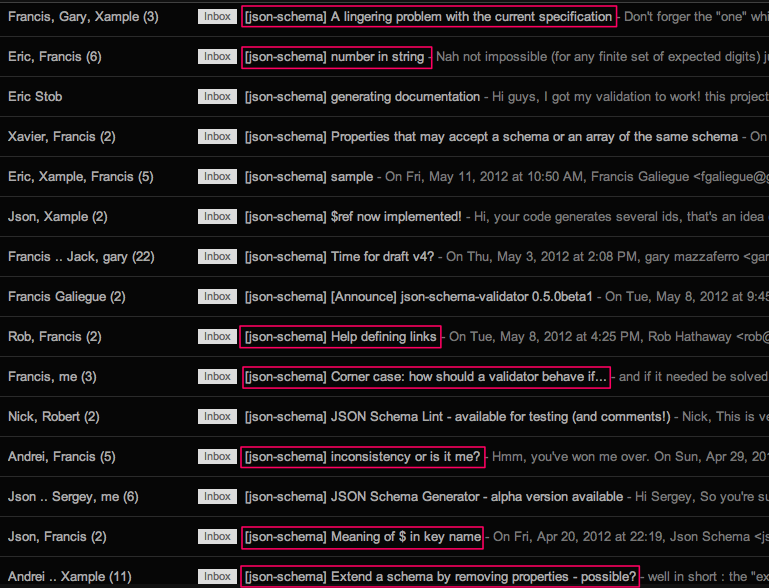 Francis, Gary, Xample (3) Inbox [json-schema] A lingering problem with the current specification - Don't forget the "one" whi
Eric, Francis (6) Inbox [json-schema] number in string - Nah not impossible (for any finite set of expected digits) ju
Eric Stob Inbox [json-schema] generating documentation - Hi guys, I got my validation to work! this project
Xavier, Francis (2) Inbox [json-schema] Properties that may accept a schema or an array of the same schema - On
Eric, Xample, Francis (5) Inbox [json-schema] sample - On Fri, May 11, 2012 at 10:50 AM, Francis Galiegue <fgaliegue@g
Json, Xample (2) Inbox [json-schema] $ref now implemented! - Hi, your code generates several ids, that's an idea
Francis .. Jack, gary (22) Inbox [json-schema] Time for draft v4? - On Thu, May 3, 2012 at 2:08 PM, gary mazzaferro <gar
Francis Galiegue (2) Inbox [json-schema] [Announce] json-schema-validator 0.5.0beta1 - On Tue, May 8, 2012 at 9:45
Rob, Francis (2) Inbox [json-schema] Help defining links - On Tue, May 8, 2012 at 4:25 PM, Rob Hathaway <rob@
Francis, me (3) Inbox [json-schema] Corner case: how should a validator behave if... - and if it needed be solved
Nick, Robert (2) Inbox [json-schema] JSON Schema Lint - available for testing (and comments!) - Nick, This is ve
Andrei, Francis (5) Inbox [json-schema] inconsistency or is it me? - Hmm, you've won me over. On Sun, Apr 29, 201
Json .. Sergey, me (6) Inbox [json-schema] JSON Schema Generator - alpha version available - Hi Sergey, So you're su
Json, Francis (2) Inbox [json-schema] Meaning of $ in key name - On Fri, Apr 20, 2012 at 22:19, Json Schema <js
Andrei .. Xample (11) Inbox [json-schema] Extend a schema by removing properties - possible? - well in short : the "ex